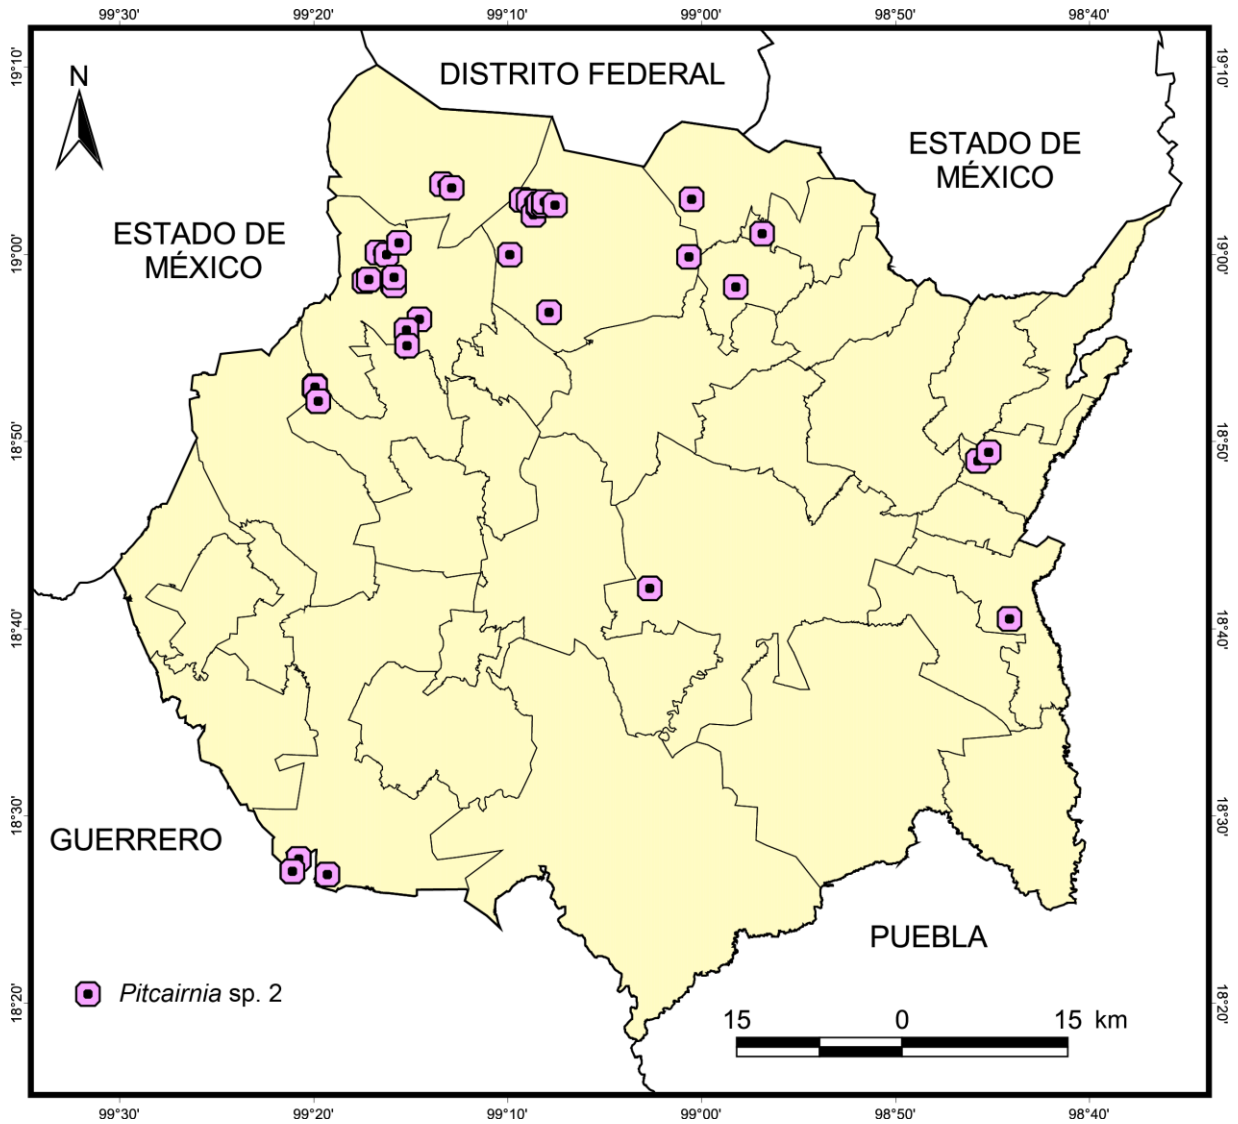 99°30' 99°20' 99°10' 99°00' 98°50' 98°40'
19°10' 19°10'
N
DISTRITO FEDERAL
ESTADO DE
MÉXICO
ESTADO DE
MÉXICO
19°00' 19°00'
18°50' 18°50'
18°40' 18°40'
18°30' 18°30'
GUERRERO
PUEBLA
Pitcairnia sp. 2
18°20' 18°20'
15 0 15 km
99°30' 99°20' 99°10' 99°00' 98°50' 98°40'